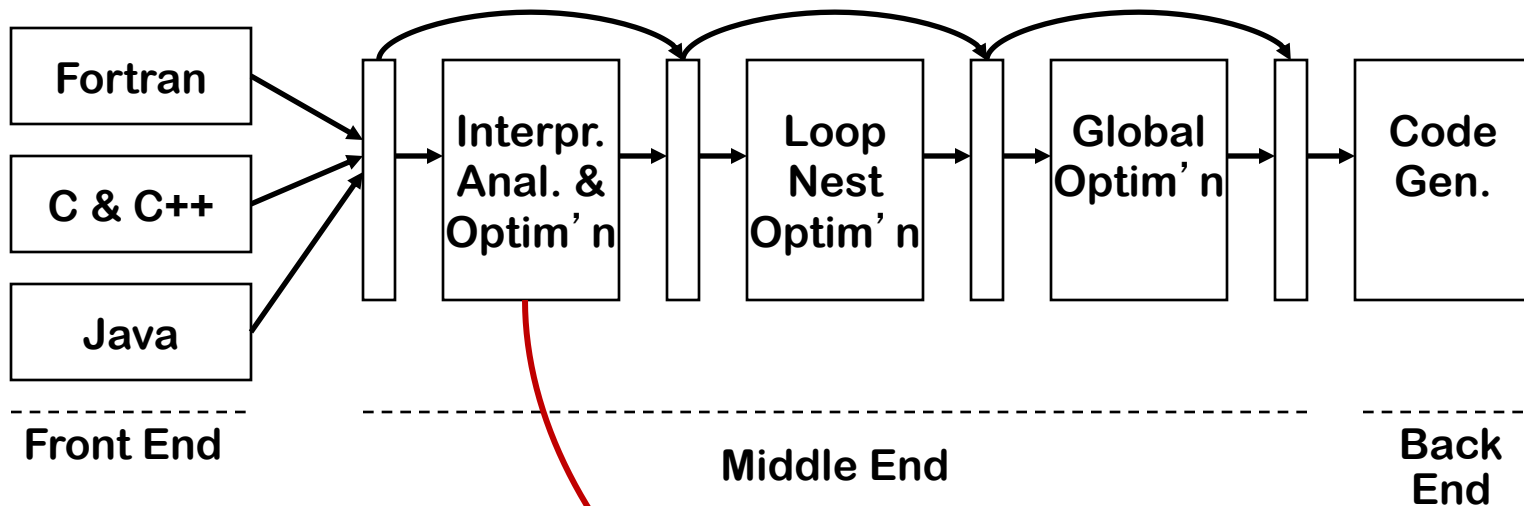 Fortran
C & C++
Java
Interpr.
Anal. &
Optim’ n
Loop
Nest
Optim’ n
Global
Optim’ n
Code
Gen.
Front End
Middle End
Back
End